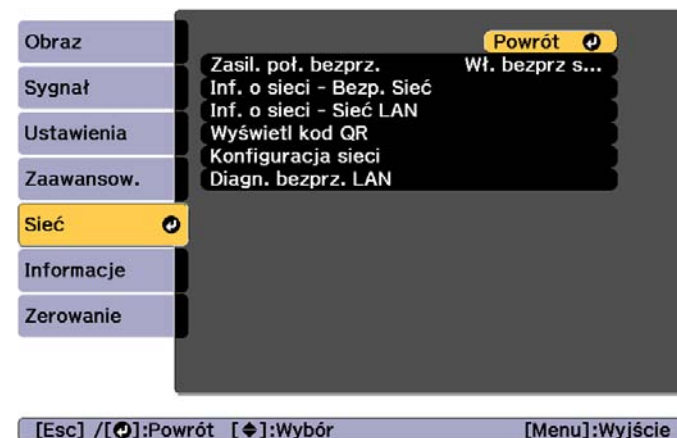 Obraz
Sygnał
Ustawienia
Zaawansow.
Sieć
Informacje
Zerowanie
Powrót
Zasil. poł. bezprz. Wł. bezprz s...
Inf. o sieci - Bezp. Sieć
Inf. o sieci - Sieć LAN
Wyświetl kod QR
Konfiguracja sieci
Diagn. bezprz. LAN
[Esc] /[⏎]:Powrót [◆]:Wybór [Menu]:Wyjście